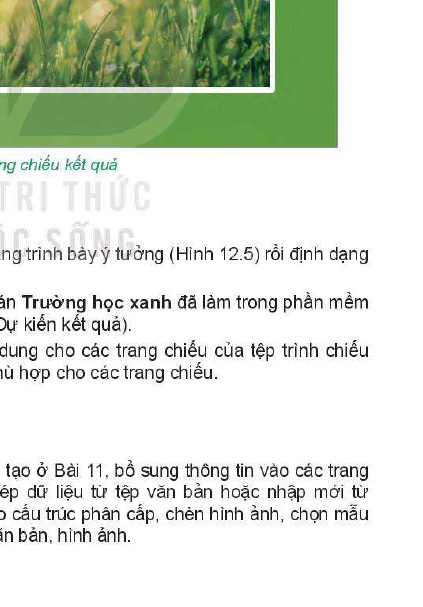 ng chiếu kết quả
TRI THỨC
ỘC SỐNG
ng trình bày ý tưởng (Hình 12.5) rồi định dạng
án Trường học xanh đã làm trong phần mềm
Dự kiến kết quả).
dung cho các trang chiếu của tệp trình chiếu
hù hợp cho các trang chiếu.
tạo ở Bài 11, bổ sung thông tin vào các trang
ép dữ liệu từ tệp văn bản hoặc nhập mới từ
o cấu trúc phân cấp, chèn hình ảnh, chọn mẫu
ăn bản, hình ảnh.